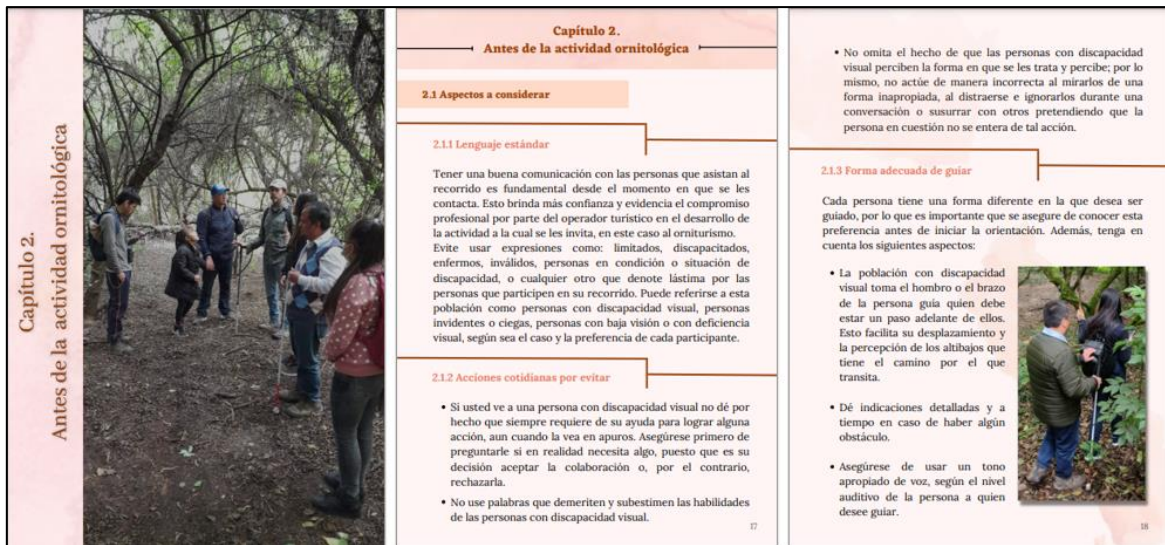 Capítulo 2.
Antes de la actividad ornitológica
Capítulo 2.
Antes de la actividad ornitológica
2.1 Aspectos a considerar
2.1.1 Lenguaje estándar
Tener una buena comunicación con las personas que asistan al
recorrido es fundamental desde el momento en que se les
contacta. Esto brinda más confianza y evidencia el compromiso
profesional por parte del operador turístico en el desarrollo de
la actividad a la cual se les invita, en este caso al orniturismo.
Evite usar expresiones como: limitados, discapacitados,
enfermos, inválidos, personas en condición o situación de
discapacidad, o cualquier otro que denote lástima por las
personas que participen en su recorrido. Puede referirse a esta
población como personas con discapacidad visual, personas
invidentes o ciegas, personas con baja visión o con deficiencia
visual, según sea el caso y la preferencia de cada participante.
2.1.2 Acciones cotidianas por evitar
• Si usted ve a una persona con discapacidad visual no dé por
hecho que siempre requiere de su ayuda para lograr alguna
acción, aun cuando la vea en apuros. Asegúrese primero de
preguntarle si en realidad necesita algo, puesto que es su
decisión aceptar la colaboración o, por el contrario,
rechazarla.
• No use palabras que demeriten y subestimen las habilidades
de las personas con discapacidad visual.
17
• No omita el hecho de que las personas con discapacidad
visual perciben la forma en que se les trata y percibe; por lo
mismo, no actúe de manera incorrecta al mirarlos de una
forma inapropiada, al distraerse e ignorarlos durante una
conversación o susurrar con otros pretendiendo que la
persona en cuestión no se entera de tal acción.
2.1.3 Forma adecuada de guiar
Cada persona tiene una forma diferente en la que desea ser
guiado, por lo que es importante que se asegure de conocer esta
preferencia antes de iniciar la orientación. Además, tenga en
cuenta los siguientes aspectos:
• La población con discapacidad
visual toma el hombro o el brazo
de la persona guía quien debe
estar un paso adelante de ellos.
Esto facilita su desplazamiento y
la percepción de los altibajos que
tiene el camino por el que
transita.
• Dé indicaciones detalladas y a
tiempo en caso de haber algún
obstáculo.
• Asegúrese de usar un tono
apropiado de voz, según el nivel
auditivo de la persona a quien
desee guiar.
18